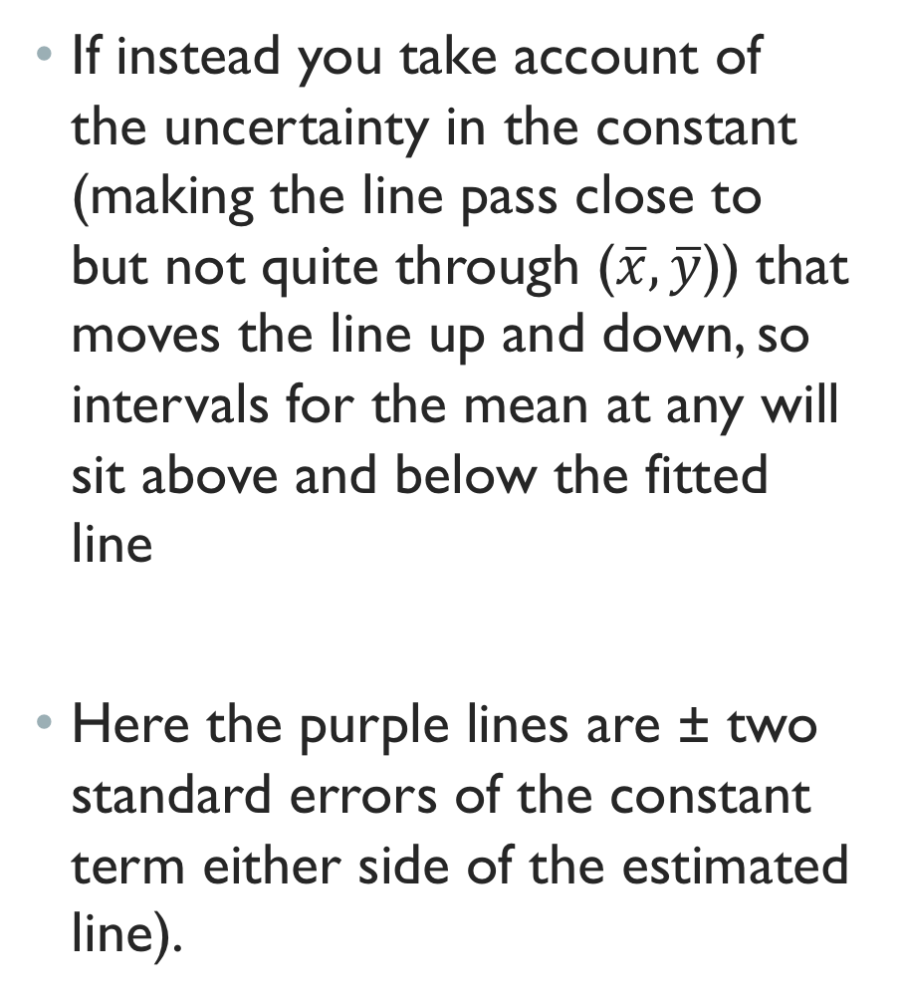 • If instead you take account of
the uncertainty in the constant
(making the line pass close to
but not quite through (x̅, y̅)) that
moves the line up and down, so
intervals for the mean at any will
sit above and below the fitted
line
• Here the purple lines are ± two
standard errors of the constant
term either side of the estimated
line).